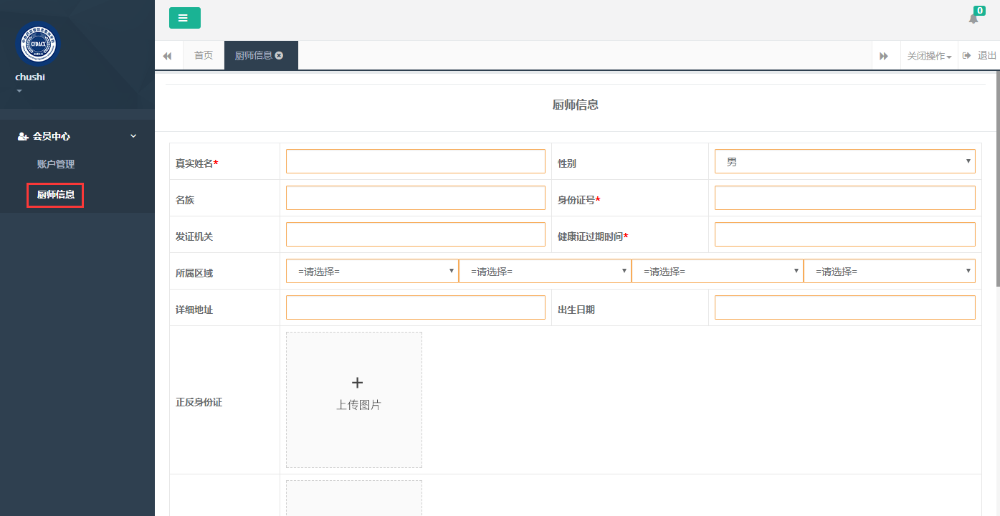 CFDACX
chushi
会员中心
账户管理
厨师信息
0
首页
厨师信息
关闭操作
退出
厨师信息
真实姓名*
性别
男
名族
身份证号*
发证机关
健康证过期时间*
所属区域
=请选择=
=请选择=
=请选择=
=请选择=
详细地址
出生日期
正反身份证
+
上传图片